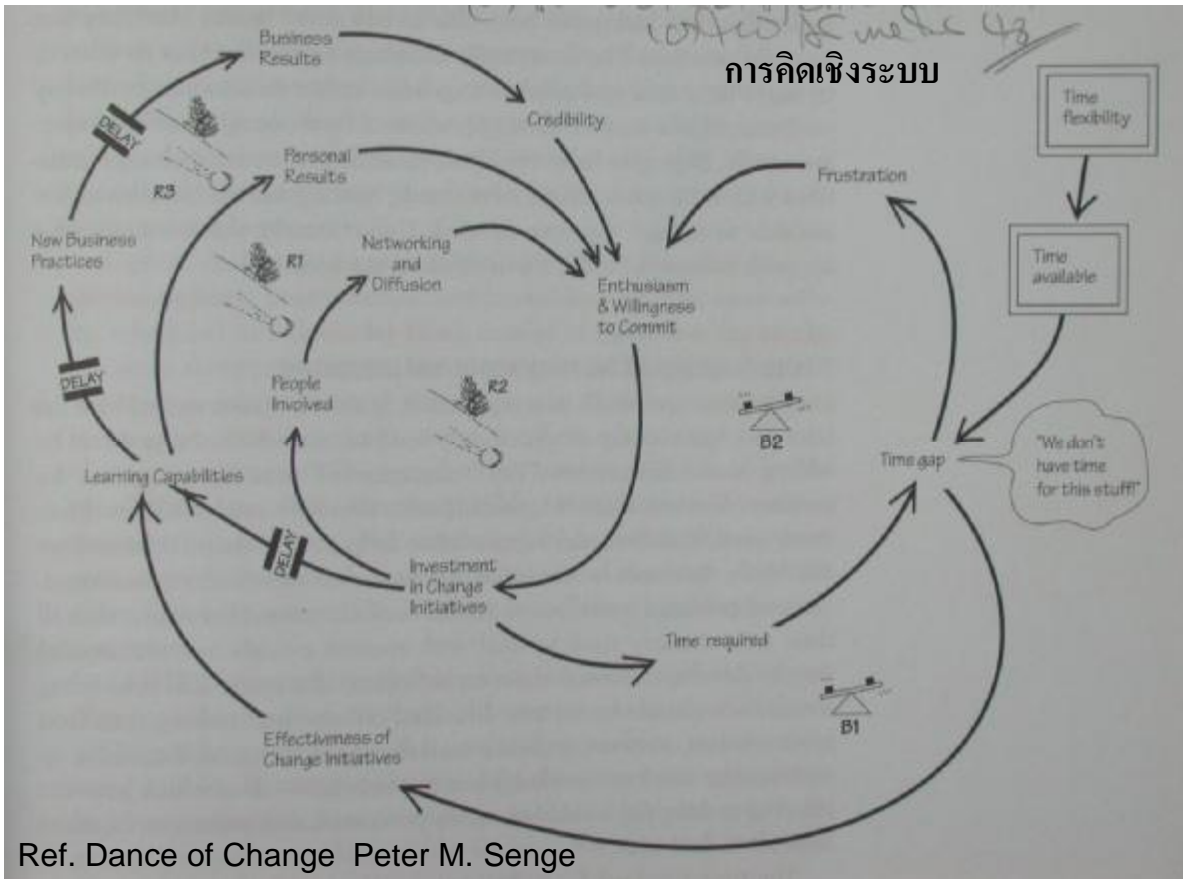 การคิดเชิงระบบ
Business
Results
Credibility
DELAY
R3
Personal
Results
Frustration
Time
flexibility
New Business
Practices
R1
Networking
and
Diffusion
Time
available
Enthusiasm
& Willingress
to Commit
DELAY
People
Involved
R2
B2
Time gap
"We don't
have time
for this stuff!"
Learning Capabilities
DELAY
Investment
in Change
Initiatives
Time required
B1
Effectiveness of
Change Initiatives
Ref. Dance of Change Peter M. Senge